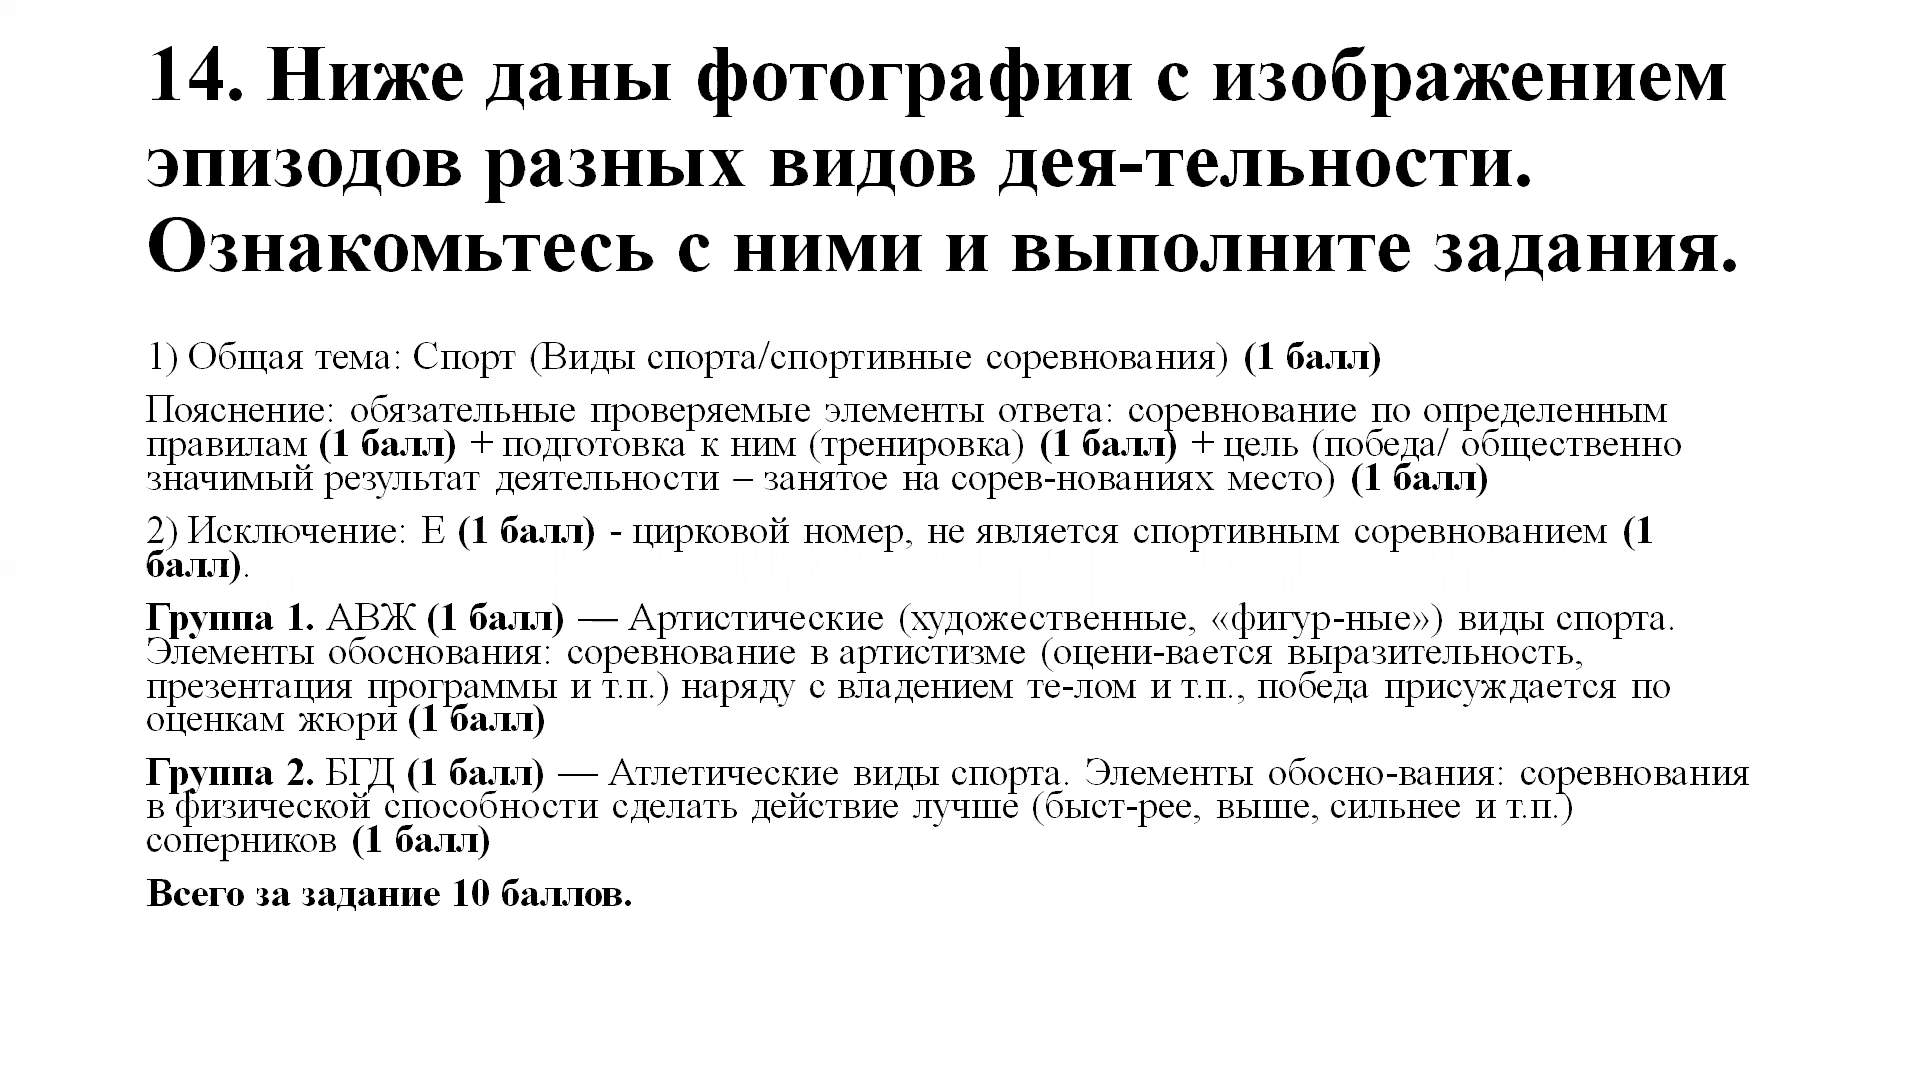 14. Ниже даны фотографии с изображением
эпизодов разных видов дея-тельности.
Ознакомьтесь с ними и выполните задания.
1) Общая тема: Спорт (Виды спорта/спортивные соревнования) (1 балл)
Пояснение: обязательные проверяемые элементы ответа: соревнование по определенным
правилам (1 балл) + подготовка к ним (тренировка) (1 балл) + цель (победа/ общественно
значимый результат деятельности – занятое на сорев-нованиях место) (1 балл)
2) Исключение: Е (1 балл) - цирковой номер, не является спортивным соревнованием (1
балл).
Группа 1. АВЖ (1 балл) — Артистические (художественные, «фигур-ные») виды спорта.
Элементы обоснования: соревнование в артистизме (оцени-вается выразительность,
презентация программы и т.п.) наряду с владением те-лом и т.п., победа присуждается по
оценкам жюри (1 балл)
Группа 2. БГД (1 балл) — Атлетические виды спорта. Элементы обосно-вания: соревнования
в физической способности сделать действие лучше (быст-рее, выше, сильнее и т.п.)
соперников (1 балл)
Всего за задание 10 баллов.